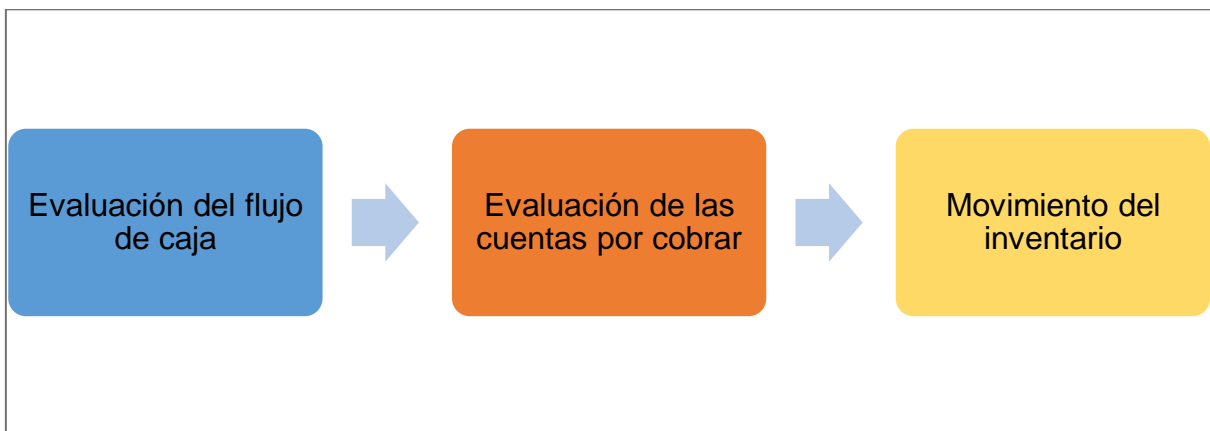 Evaluación del flujo
de caja
Evaluación de las
cuentas por cobrar
Movimiento del
inventario